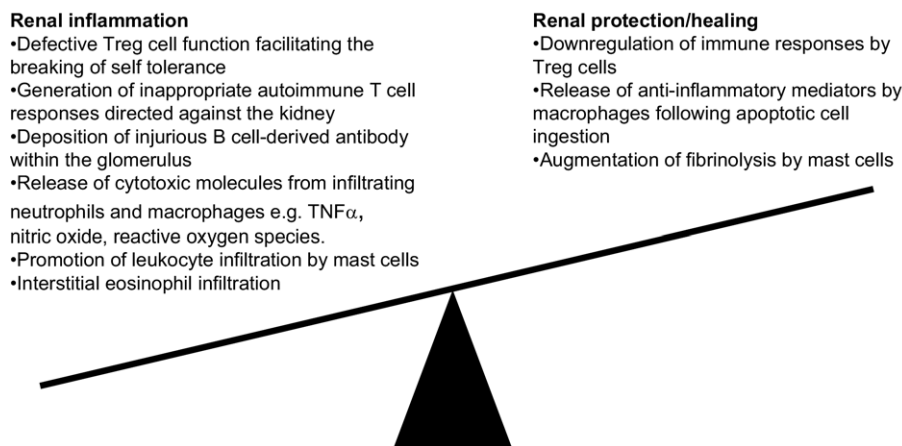 Renal inflammation
•Defective Treg cell function facilitating the
breaking of self tolerance
•Generation of inappropriate autoimmune T cell
responses directed against the kidney
•Deposition of injurious B cell-derived antibody
within the glomerulus
•Release of cytotoxic molecules from infiltrating
neutrophils and macrophages e.g. TNFα,
nitric oxide, reactive oxygen species.
•Promotion of leukocyte infiltration by mast cells
•Interstitial eosinophil infiltration
Renal protection/healing
•Downregulation of immune responses by
Treg cells
•Release of anti-inflammatory mediators by
macrophages following apoptotic cell
ingestion
•Augmentation of fibrinolysis by mast cells